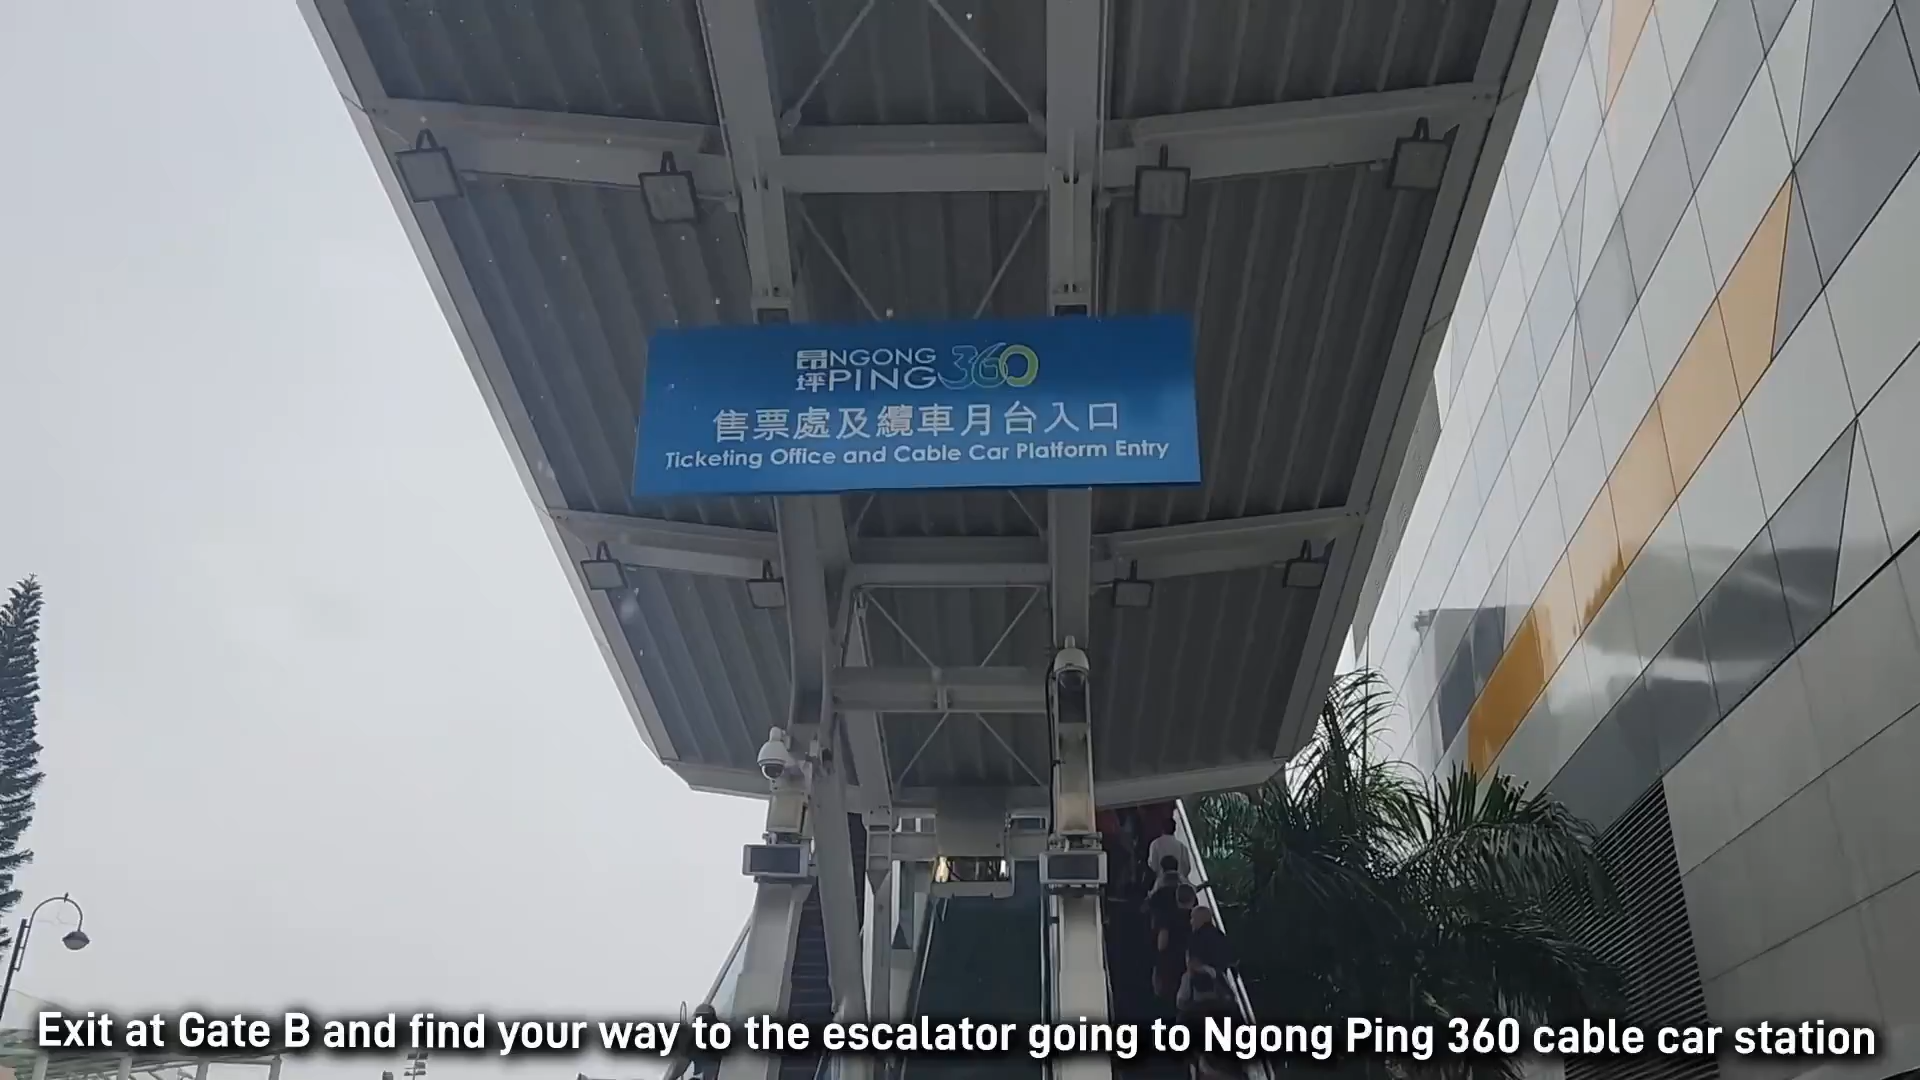 昂坪 NGONG PING 360
售票處及纜車月台入口
Ticketing Office and Cable Car Platform Entry
Exit at Gate B and find your way to the escalator going to Ngong Ping 360 cable car station